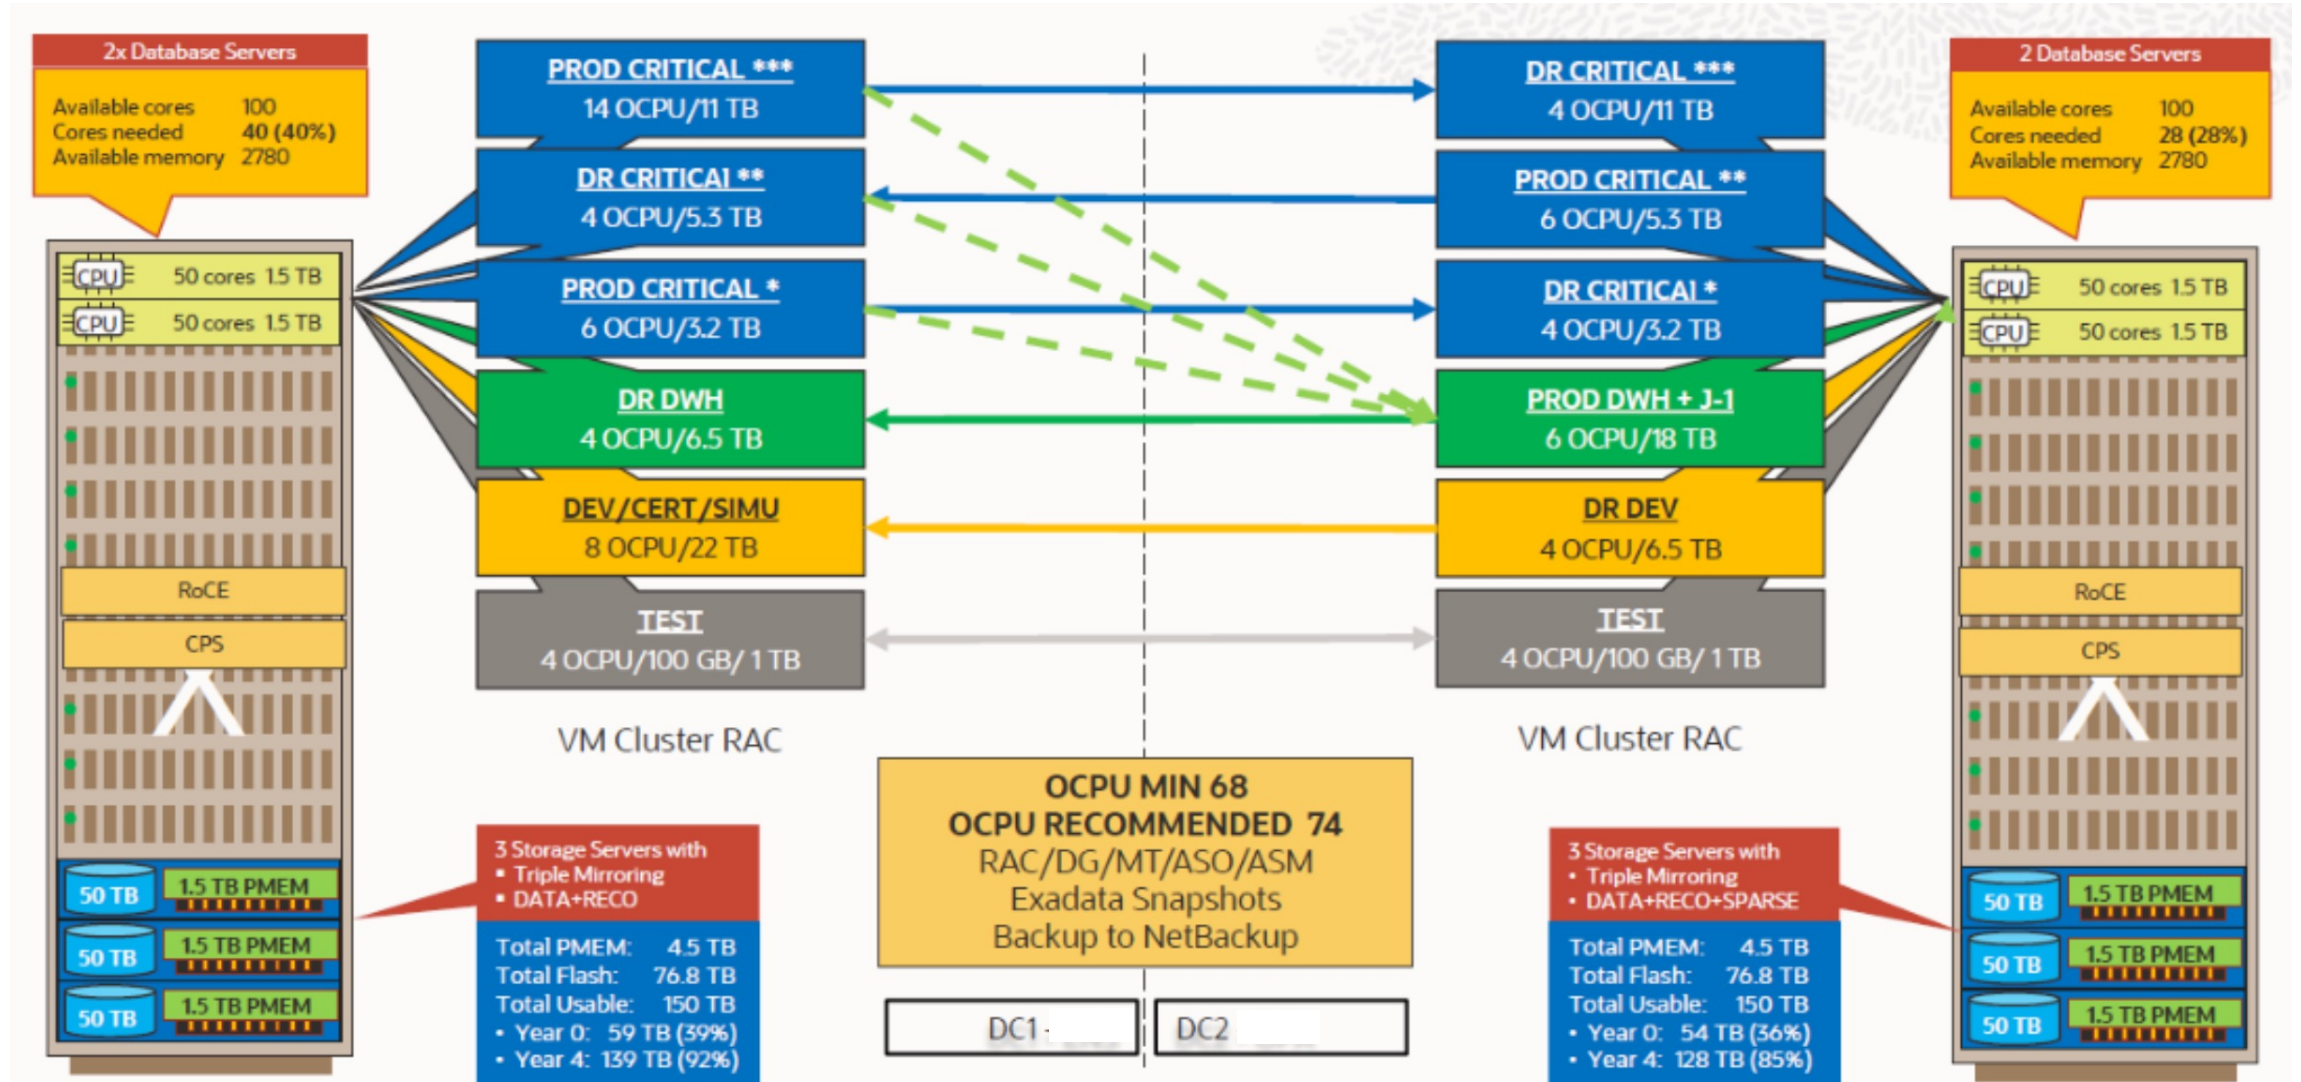 2x Database Servers
Available cores 100
Cores needed 40 (40%)
Available memory 2780
CPU 50 cores 1.5 TB
CPU 50 cores 1.5 TB
RoCE
CPS
50 TB 1.5 TB PMEM
50 TB 1.5 TB PMEM
50 TB 1.5 TB PMEM
PROD CRITICAL ***
14 OCPU/11 TB
DR CRITICAl **
4 OCPU/5.3 TB
PROD CRITICAL *
6 OCPU/3.2 TB
DR DWH
4 OCPU/6.5 TB
DEV/CERT/SIMU
8 OCPU/22 TB
TEST
4 OCPU/100 GB/ 1 TB
VM Cluster RAC
3 Storage Servers with
▪ Triple Mirroring
▪ DATA+RECO
Total PMEM: 4.5 TB
Total Flash: 76.8 TB
Total Usable: 150 TB
• Year 0: 59 TB (39%)
• Year 4: 139 TB (92%)
OCPU MIN 68
OCPU RECOMMENDED 74
RAC/DG/MT/ASO/ASM
Exadata Snapshots
Backup to NetBackup
DC1
DC2
DR CRITICAL ***
4 OCPU/11 TB
PROD CRITICAL **
6 OCPU/5.3 TB
DR CRITICAl *
4 OCPU/3.2 TB
PROD DWH + J-1
6 OCPU/18 TB
DR DEV
4 OCPU/6.5 TB
TEST
4 OCPU/100 GB/ 1 TB
VM Cluster RAC
3 Storage Servers with
• Triple Mirroring
• DATA+RECO+SPARSE
Total PMEM: 4.5 TB
Total Flash: 76.8 TB
Total Usable: 150 TB
• Year 0: 54 TB (36%)
• Year 4: 128 TB (85%)
2 Database Servers
Available cores 100
Cores needed 28 (28%)
Available memory 2780
CPU 50 cores 1.5 TB
CPU 50 cores 1.5 TB
RoCE
CPS
50 TB 1.5 TB PMEM
50 TB 1.5 TB PMEM
50 TB 1.5 TB PMEM